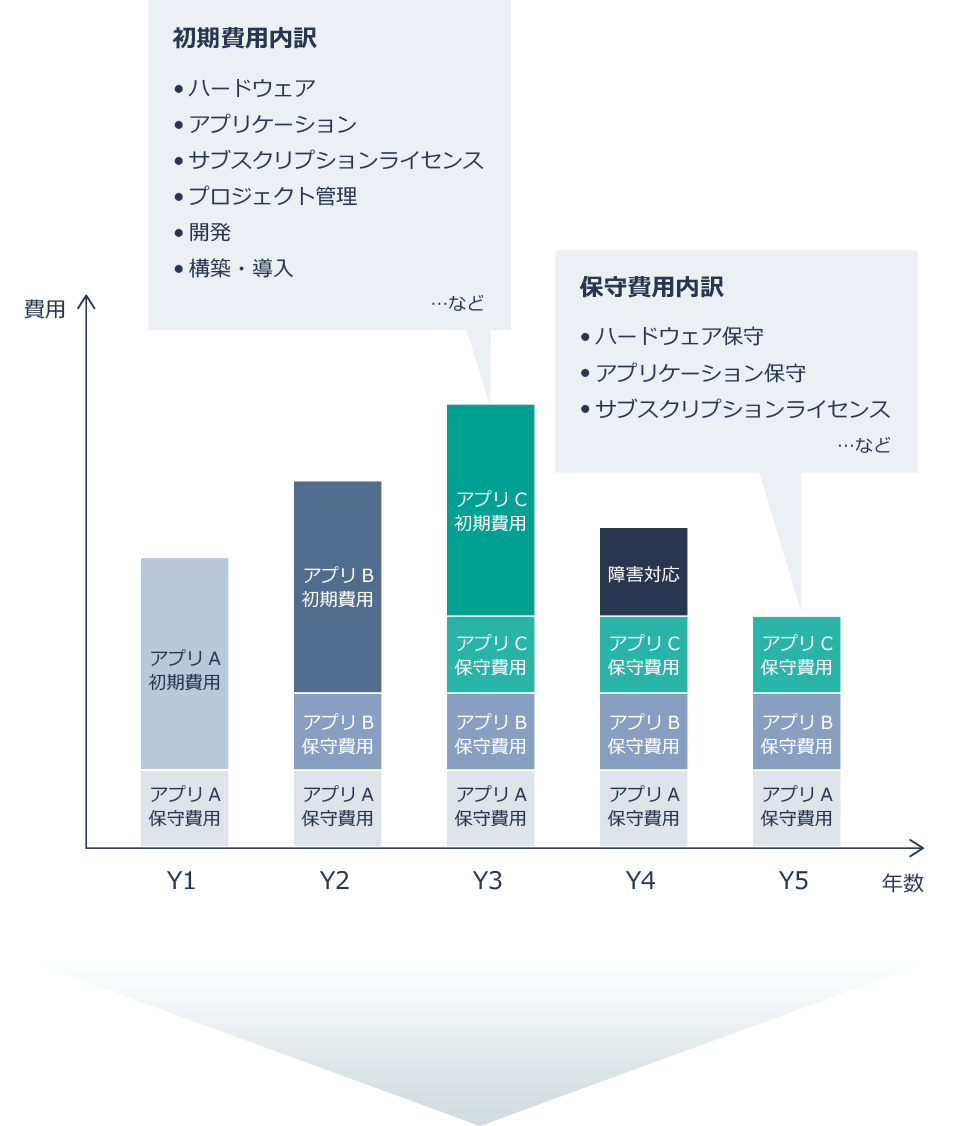 初期費用内訳
• ハードウェア
• アプリケーション
• サブスクリプションライセンス
• プロジェクト管理
• 開発
• 構築・導入
…など
保守費用内訳
• ハードウェア保守
• アプリケーション保守
• サブスクリプションライセンス
…など
費用
アプリ A
初期費用
アプリ A
保守費用
アプリ B
初期費用
アプリ B
保守費用
アプリ A
保守費用
アプリ C
初期費用
アプリ C
保守費用
アプリ B
保守費用
アプリ A
保守費用
障害対応
アプリ C
保守費用
アプリ B
保守費用
アプリ A
保守費用
アプリ C
保守費用
アプリ B
保守費用
アプリ A
保守費用
Y1 Y2 Y3 Y4 Y5 年数